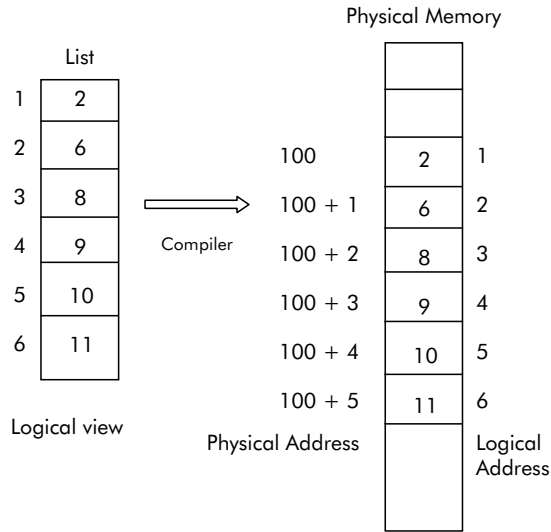 Physical Memory
List
1 2
2 6
3 8
4 9
5 10
6 11
Logical view
Compiler
100 2 1
100 + 1 6 2
100 + 2 8 3
100 + 3 9 4
100 + 4 10 5
100 + 5 11 6
Physical Address
Logical
Address